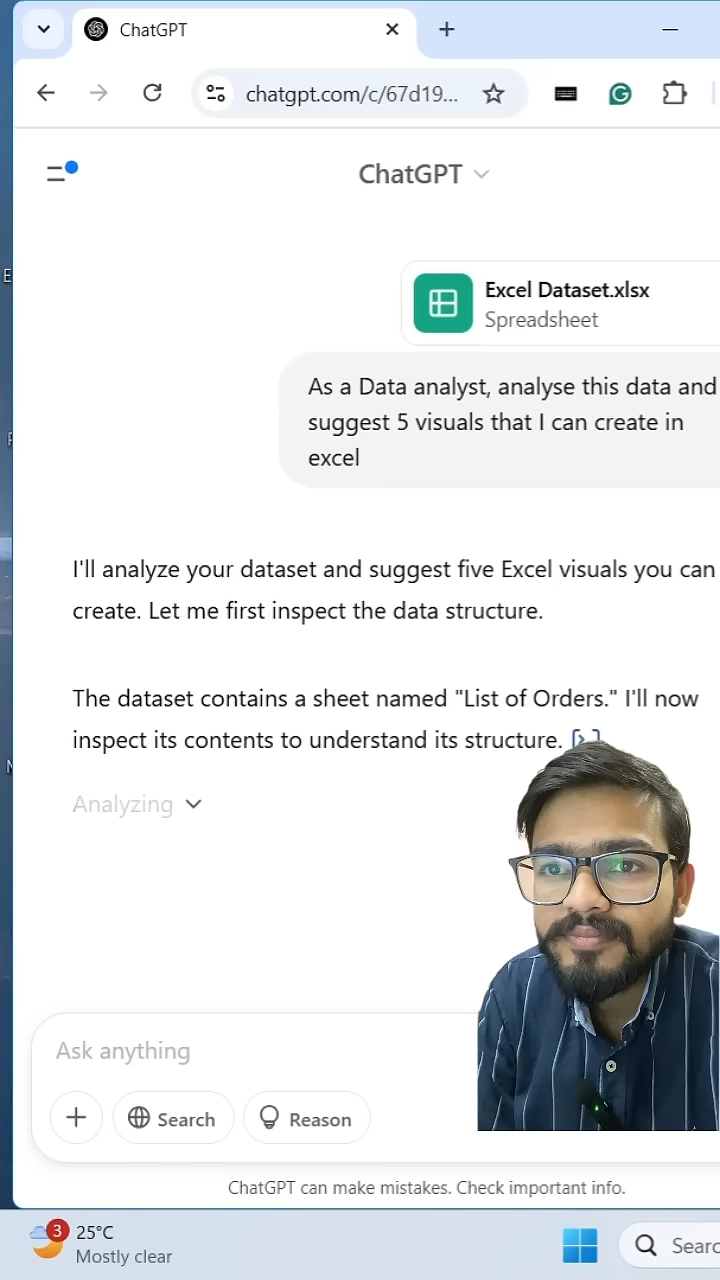 ChatGPT
chatgpt.com/c/67d19...
ChatGPT
Excel Dataset.xlsx
Spreadsheet
As a Data analyst, analyse this data and
suggest 5 visuals that I can create in
excel
I'll analyze your dataset and suggest five Excel visuals you can
create. Let me first inspect the data structure.
The dataset contains a sheet named "List of Orders." I'll now
inspect its contents to understand its structure.
Analyzing
Ask anything
Search
Reason
ChatGPT can make mistakes. Check important info.
3
25°C
Mostly clear
Searc